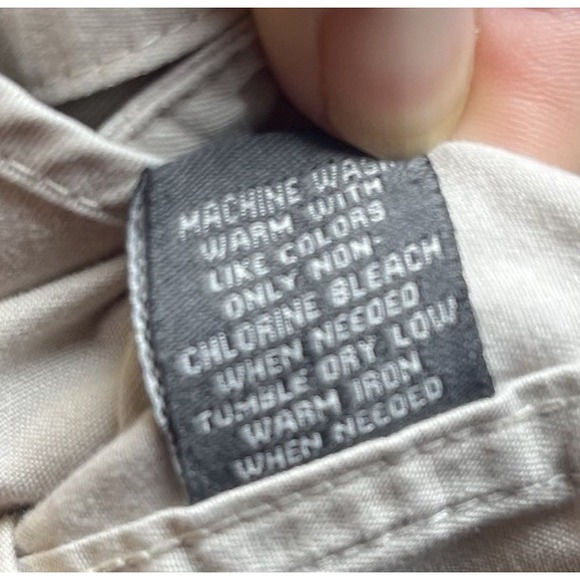 MACHINE WASH
WARM WITH
LIKE COLORS
ONLY NON-
CHLORINE BLEACH
WHEN NEEDED
TUMBLE DRY LOW
WARM IRON
WHEN NEEDED